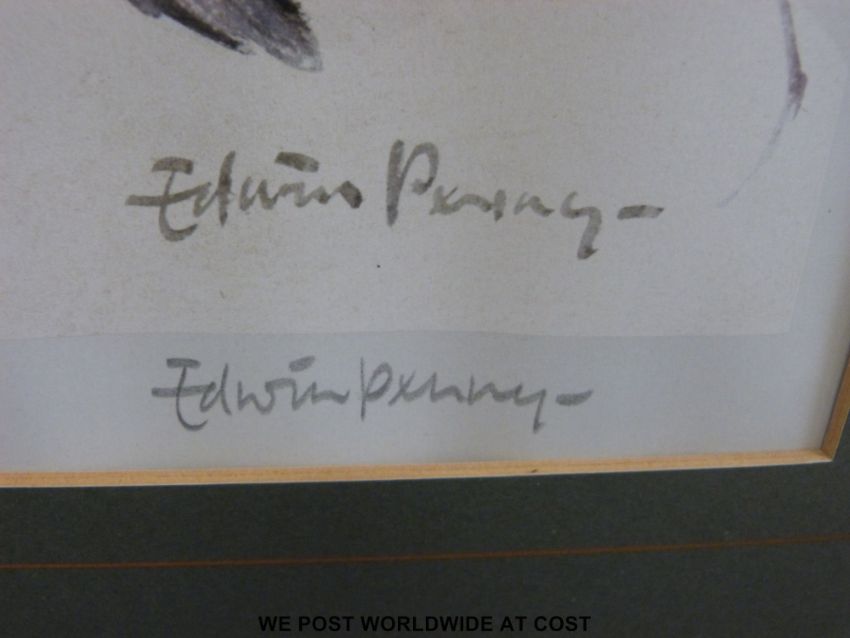 Edwin Penny-
Edwin Penny-
WE POST WORLDWIDE AT COST